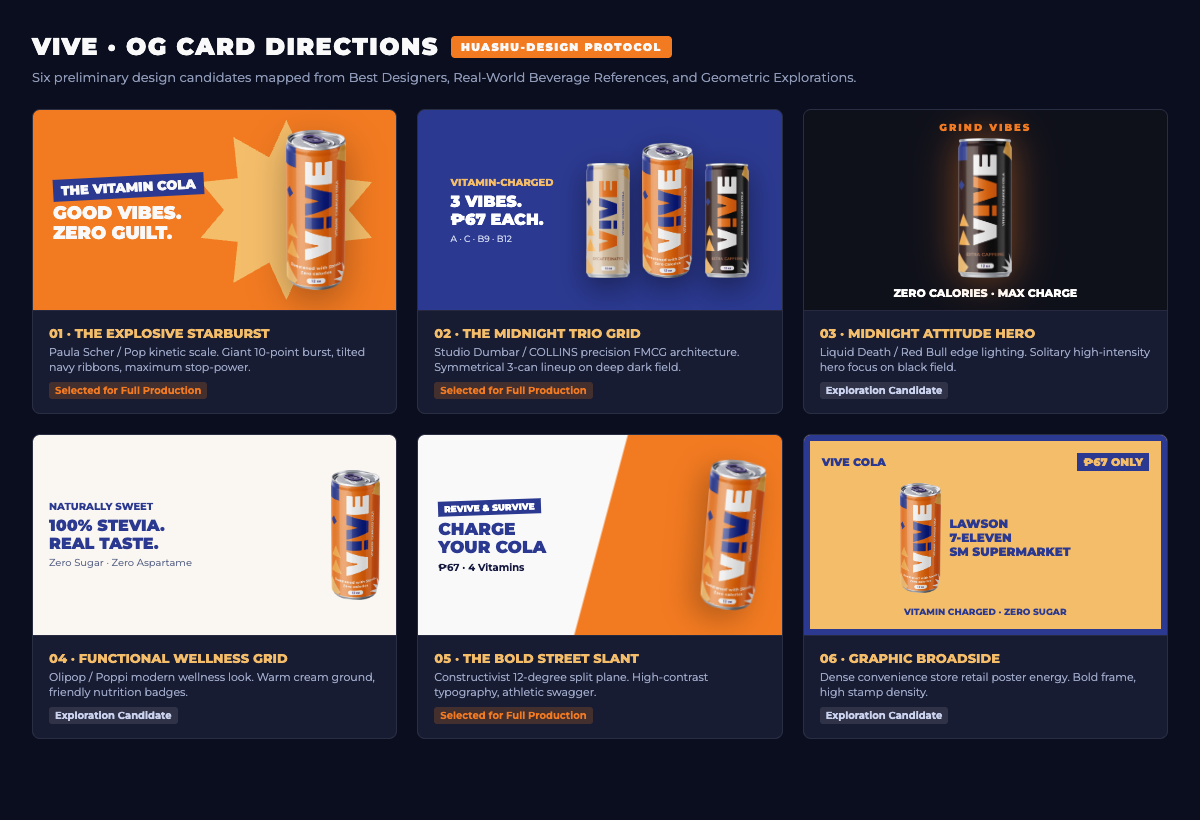 VIVE · OG CARD DIRECTIONS
HUASHU-DESIGN PROTOCOL
Six preliminary design candidates mapped from Best Designers, Real-World Beverage References, and Geometric Explorations.
THE VITAMIN COLA
GOOD VIBES.
ZERO GUILT.
VIVE
01 · THE EXPLOSIVE STARBURST
Paula Scher / Pop kinetic scale. Giant 10-point burst, tilted
navy ribbons, maximum stop-power.
Selected for Full Production
VITAMIN-CHARGED
3 VIBES.
₱67 EACH.
A · C · B9 · B12
VIVE
VIVE
VIVE
02 · THE MIDNIGHT TRIO GRID
Studio Dumbar / COLLINS precision FMCG architecture.
Symmetrical 3-can lineup on deep dark field.
Selected for Full Production
GRIND VIBES
VIVE
ZERO CALORIES · MAX CHARGE
03 · MIDNIGHT ATTITUDE HERO
Liquid Death / Red Bull edge lighting. Solitary high-intensity
hero focus on black field.
Exploration Candidate
NATURALLY SWEET
100% STEVIA.
REAL TASTE.
Zero Sugar · Zero Aspartame
VIVE
04 · FUNCTIONAL WELLNESS GRID
Olipop / Poppi modern wellness look. Warm cream ground,
friendly nutrition badges.
Exploration Candidate
REVIVE & SURVIVE
CHARGE
YOUR COLA
₱67 · 4 Vitamins
VIVE
05 · THE BOLD STREET SLANT
Constructivist 12-degree split plane. High-contrast
typography, athletic swagger.
Selected for Full Production
VIVE COLA
₱67 ONLY
VIVE
LAWSON
7-ELEVEN
SM SUPERMARKET
VITAMIN CHARGED · ZERO SUGAR
06 · GRAPHIC BROADSIDE
Dense convenience store retail poster energy. Bold frame,
high stamp density.
Exploration Candidate